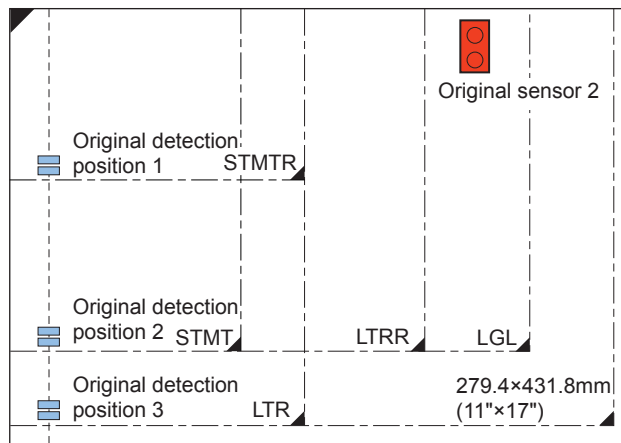 Original sensor 2
Original detection
position 1
STMTR
Original detection
position 2
STMT
LTRR
LGL
Original detection
position 3
LTR
279.4×431.8mm
(11"×17")